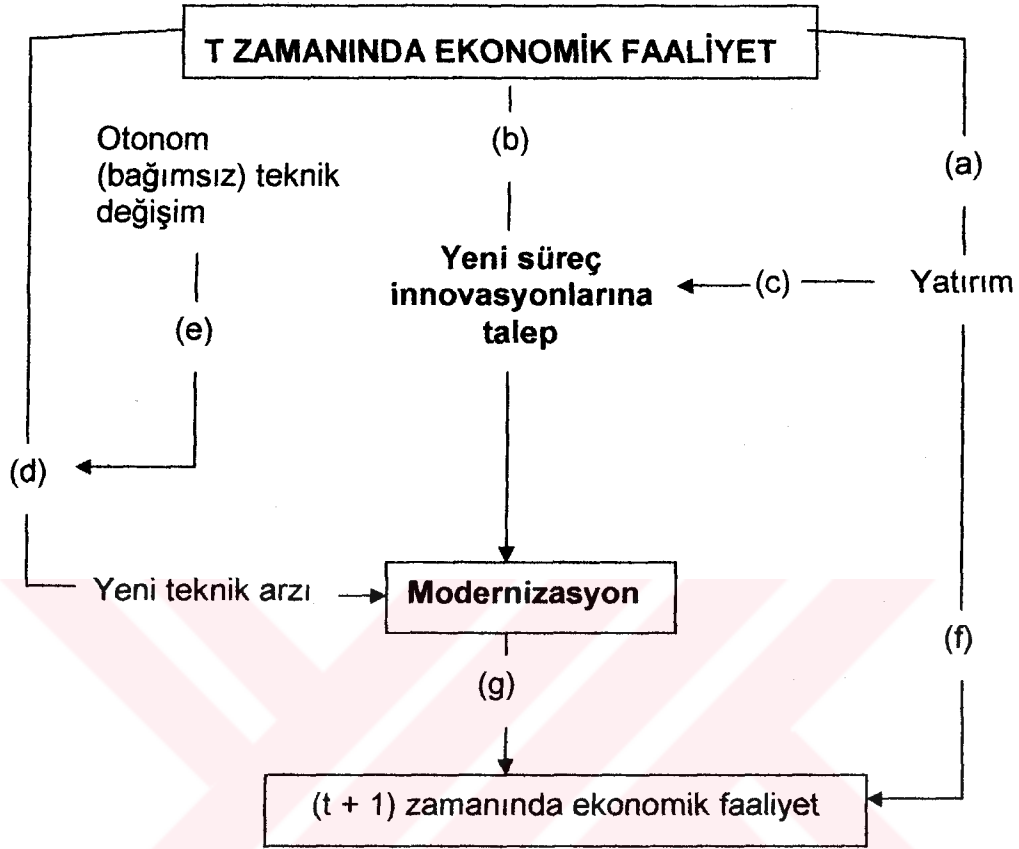 T ZAMANINDA EKONOMİK FAALİYET
Otonom
(bağımsız) teknik
değişim
(b)
(a)
Yeni süreç
innovasyonlarına
talep
(c)
Yatırım
(e)
(d)
Yeni teknik arzı
Modernizasyon
(f)
(g)
(t + 1) zamanında ekonomik faaliyet